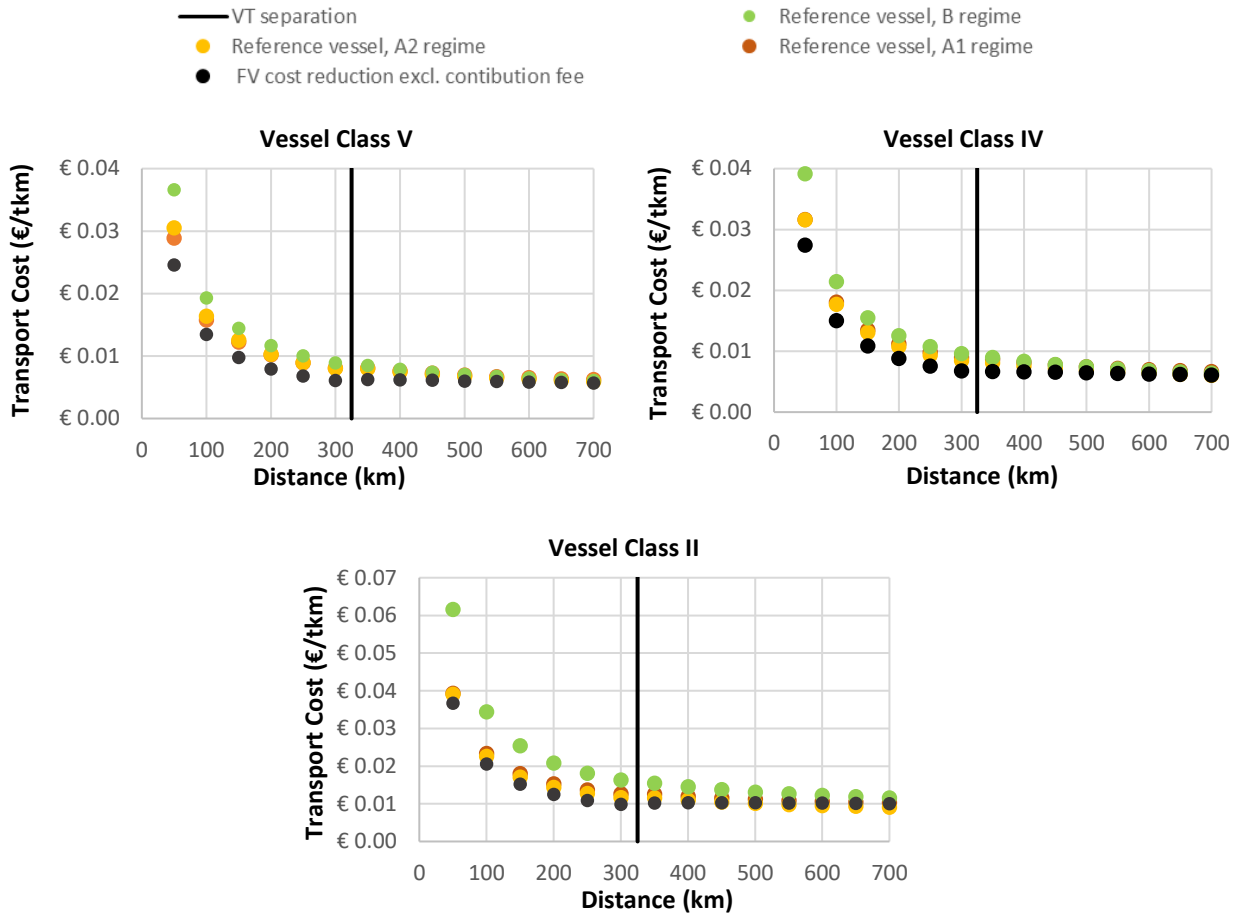 VT separation
Reference vessel, B regime
Reference vessel, A2 regime
Reference vessel, A1 regime
FV cost reduction excl. contibution fee
Vessel Class V
Transport Cost (€/tkm)
€ 0.04
€ 0.03
€ 0.02
€ 0.01
€ 0.00
0 100 200 300 400 500 600 700
Distance (km)
Vessel Class IV
Transport Cost (€/tkm)
€ 0.04
€ 0.03
€ 0.02
€ 0.01
€ 0.00
0 100 200 300 400 500 600 700
Distance (km)
Vessel Class II
Transport Cost (€/tkm)
€ 0.07
€ 0.06
€ 0.05
€ 0.04
€ 0.03
€ 0.02
€ 0.01
€ 0.00
0 100 200 300 400 500 600 700
Distance (km)